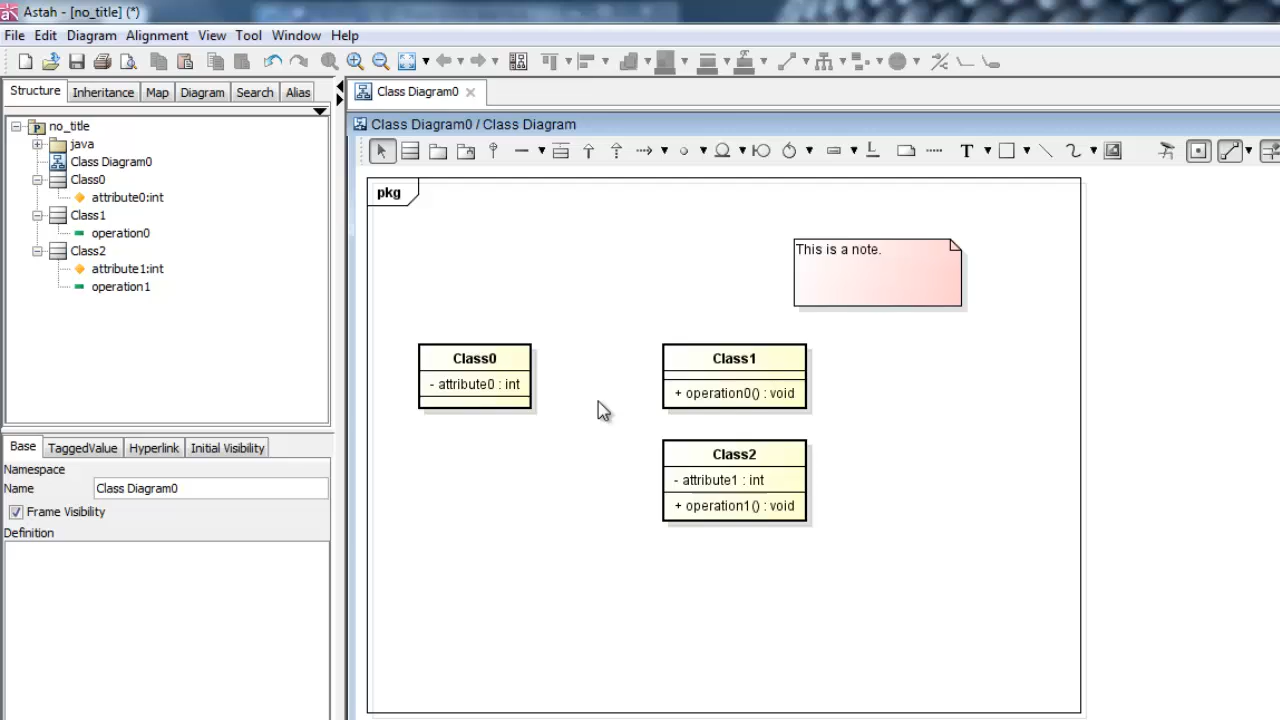 Astah - [no_title] (*)
File Edit Diagram Alignment View Tool Window Help
Structure Inheritance Map Diagram Search Alias
Class Diagram0
Class Diagram0 / Class Diagram
T
no_title
java
Class Diagram0
Class0
attribute0:int
Class1
operation0
Class2
attribute1:int
operation1
pkg
This is a note.
Class0
- attribute0 : int
Class1
+ operation0() : void
Class2
- attribute1 : int
+ operation1() : void
Base TaggedValue Hyperlink Initial Visibility
Namespace
Name Class Diagram0
Frame Visibility
Definition